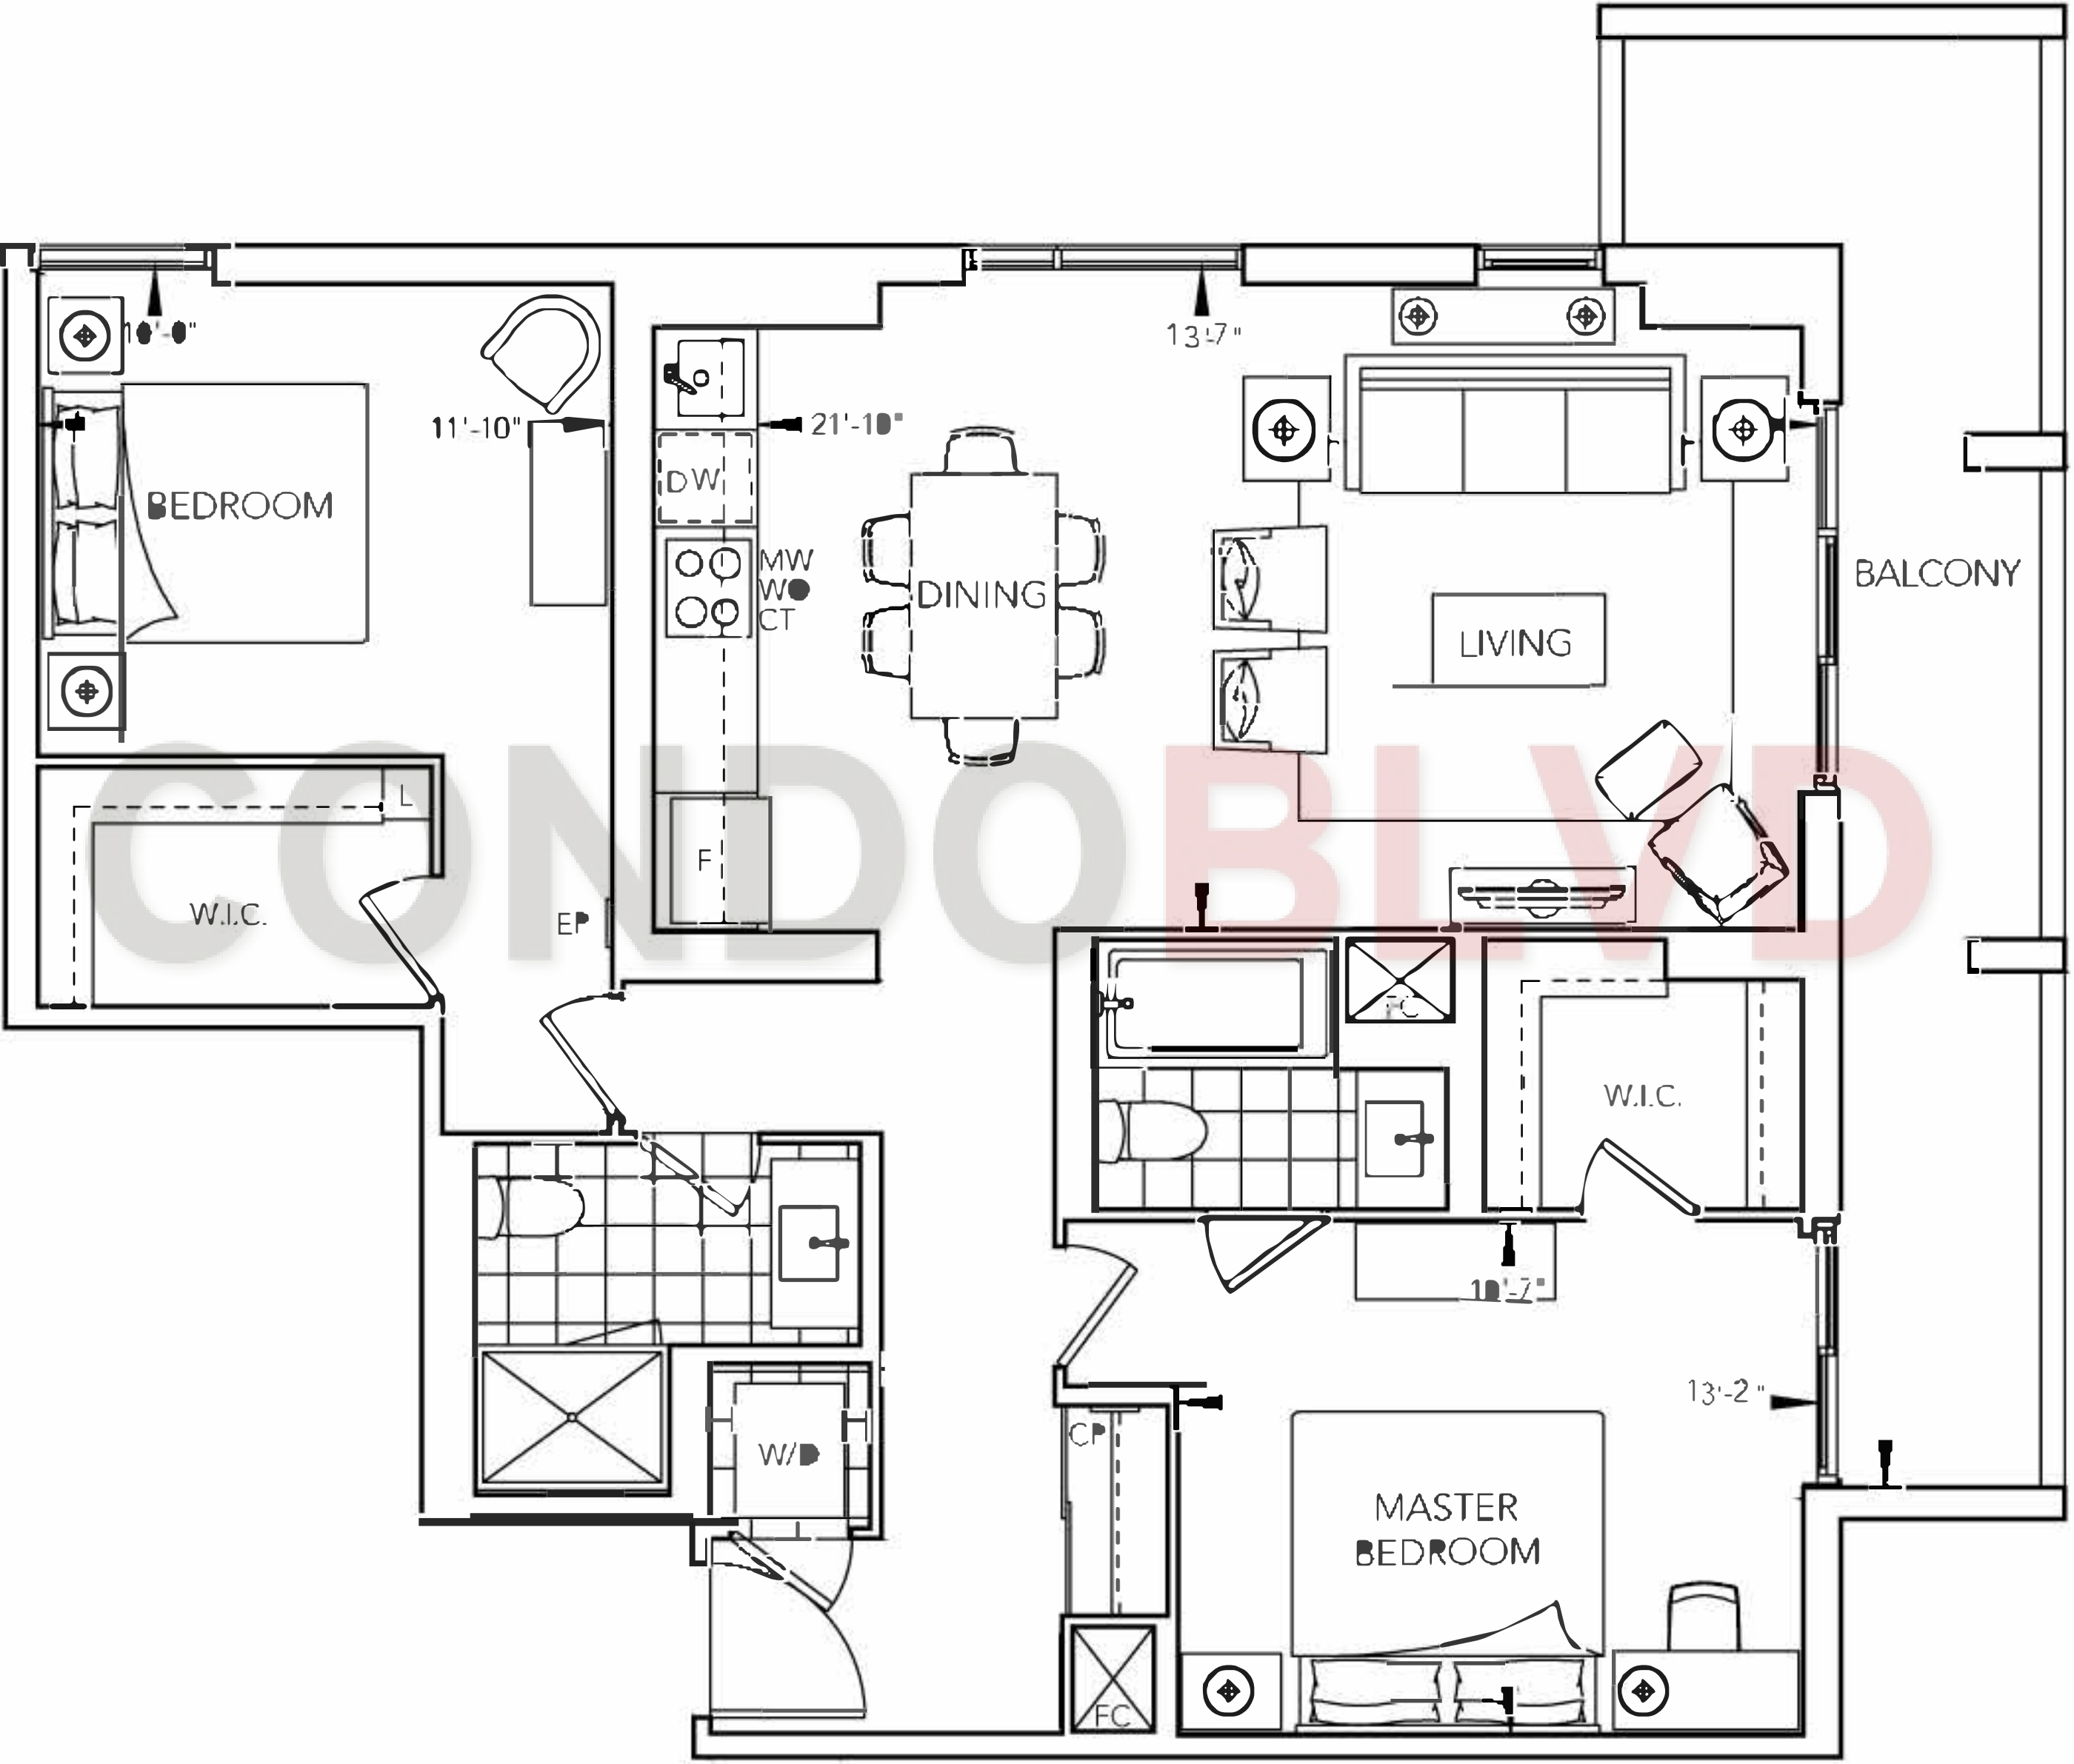 10'-0"
13'-7"
11'-10"
21'-10"
DW
BEDROOM
MW
WO
CT
DINING
BALCONY
LIVING
CONDOBLVD
L
F
W.I.C.
EP
FC
W.I.C.
10'-7"
13'-2"
CP
W/D
MASTER
BEDROOM
FC